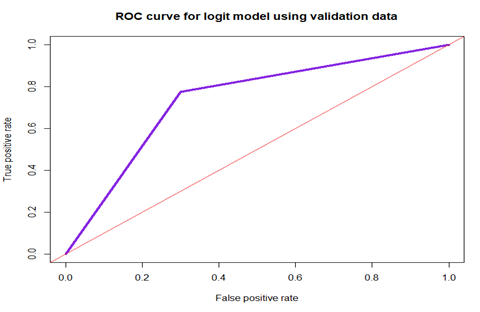 ROC curve for logit model using validation data
True positive rate
1.0
0.8
0.6
0.4
0.2
0.0
0.0 0.2 0.4 0.6 0.8 1.0
False positive rate